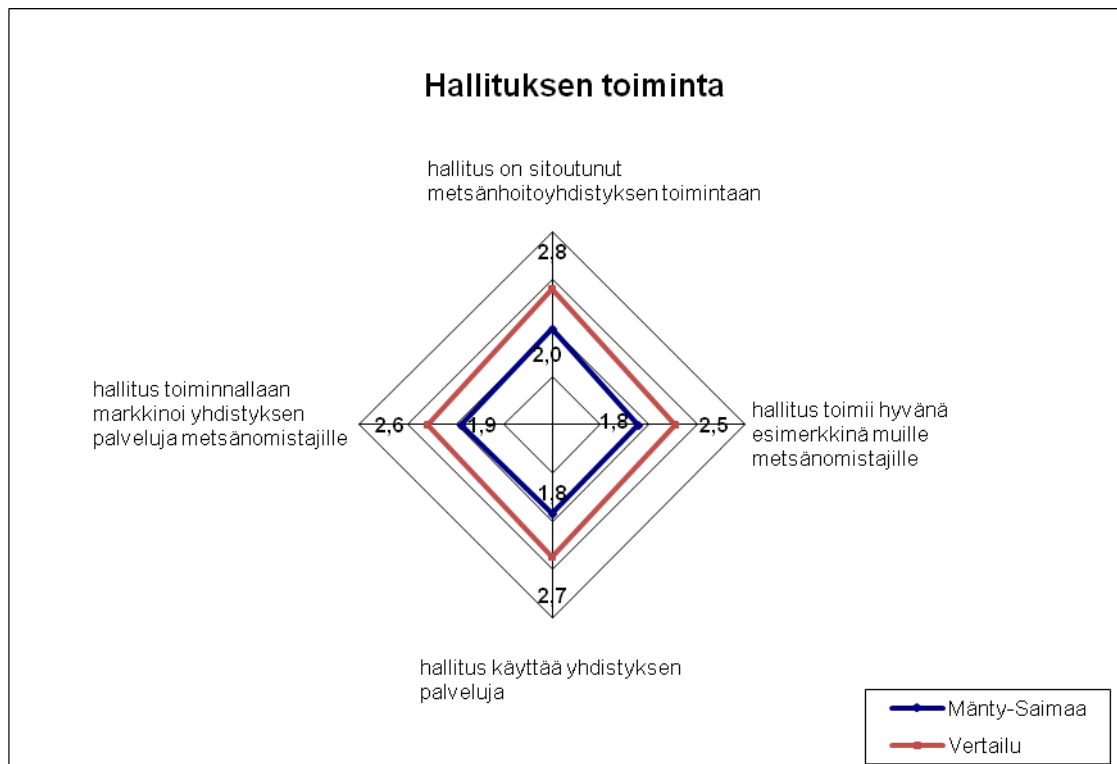 Hallituksen toiminta
hallitus on sitoutunut
metsänhoitoyhdistyksen toimintaan
2,8
2,0
hallitus toiminnallaan
markkinoi yhdistyksen
palveluja metsänomistajille
2,6
1,9
1,8
2,5
hallitus toimii hyvänä
esimerkkinä muille
metsänomistajille
1,8
2,7
hallitus käyttää yhdistyksen
palveluja
Mänty-Saimaa
Vertailu